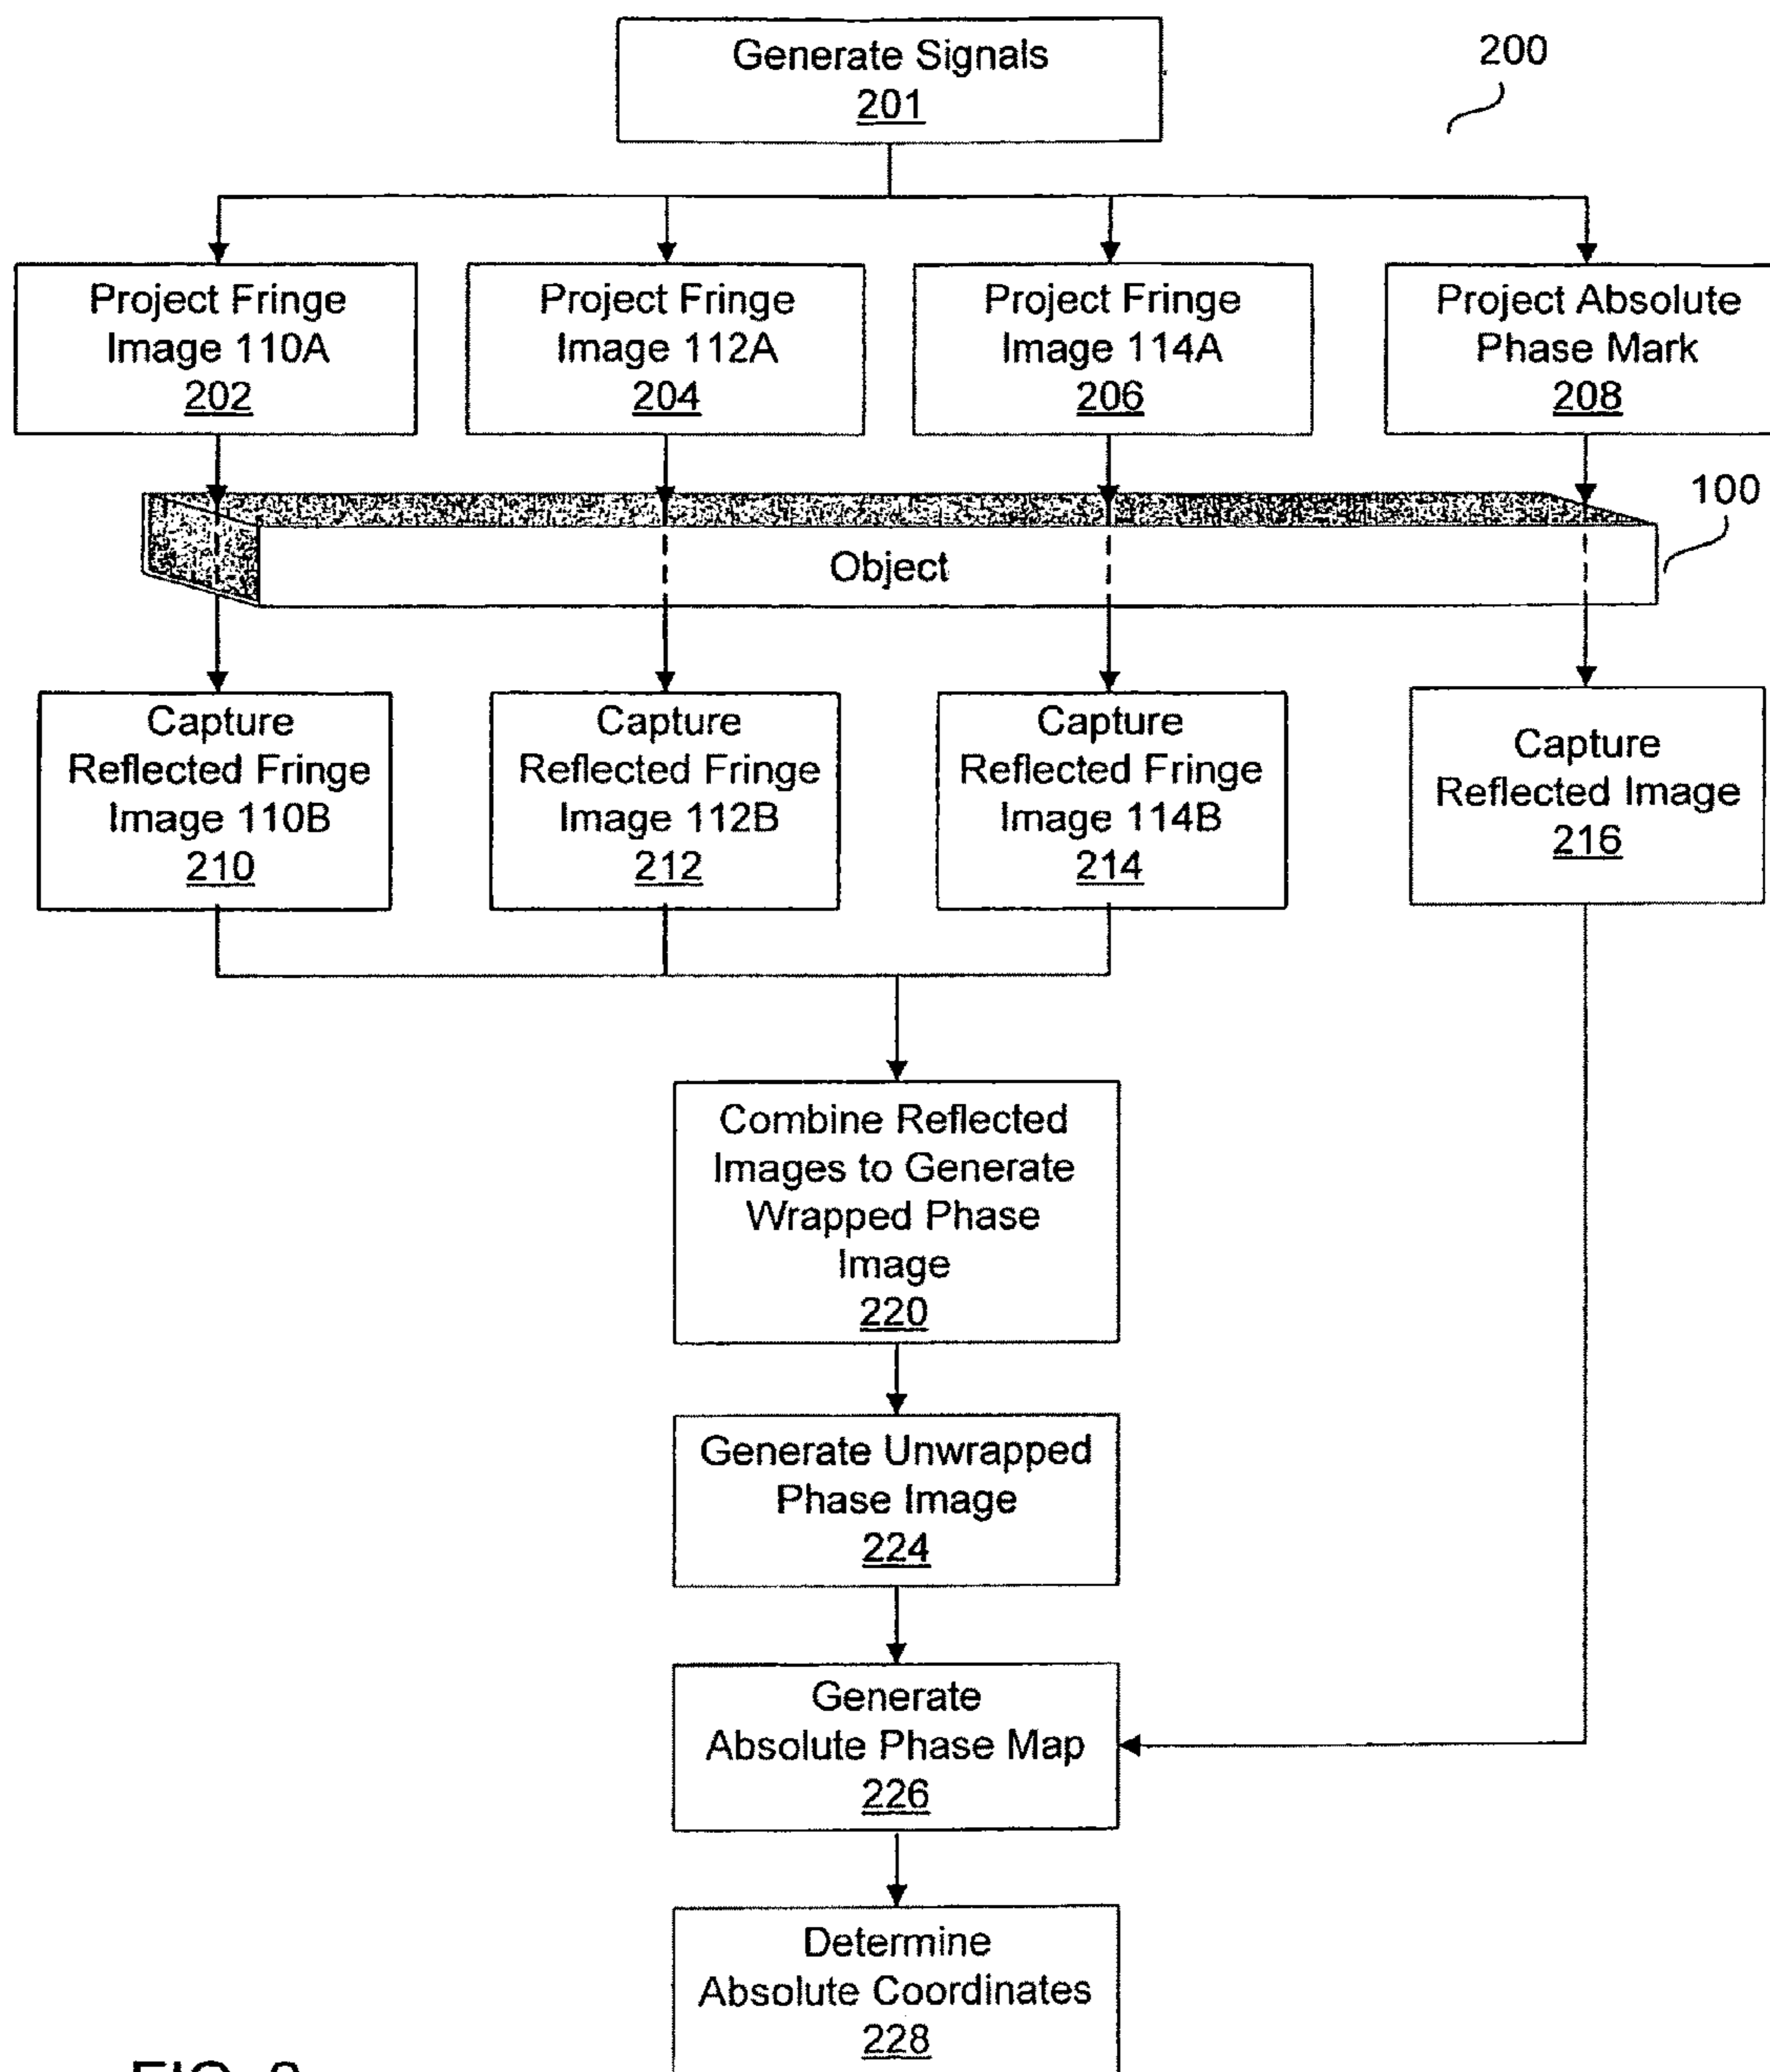 Generate Signals
201
200
Project Fringe
Image 110A
202
Project Fringe
Image 112A
204
Project Fringe
Image 114A
206
Project Absolute
Phase Mark
208
100
Object
Capture
Reflected Fringe
Image 110B
210
Capture
Reflected Fringe
Image 112B
212
Capture
Reflected Fringe
Image 114B
214
Capture
Reflected Image
216
Combine Reflected
Images to Generate
Wrapped Phase
Image
220
Generate Unwrapped
Phase Image
224
Generate
Absolute Phase Map
226
Determine
Absolute Coordinates
228